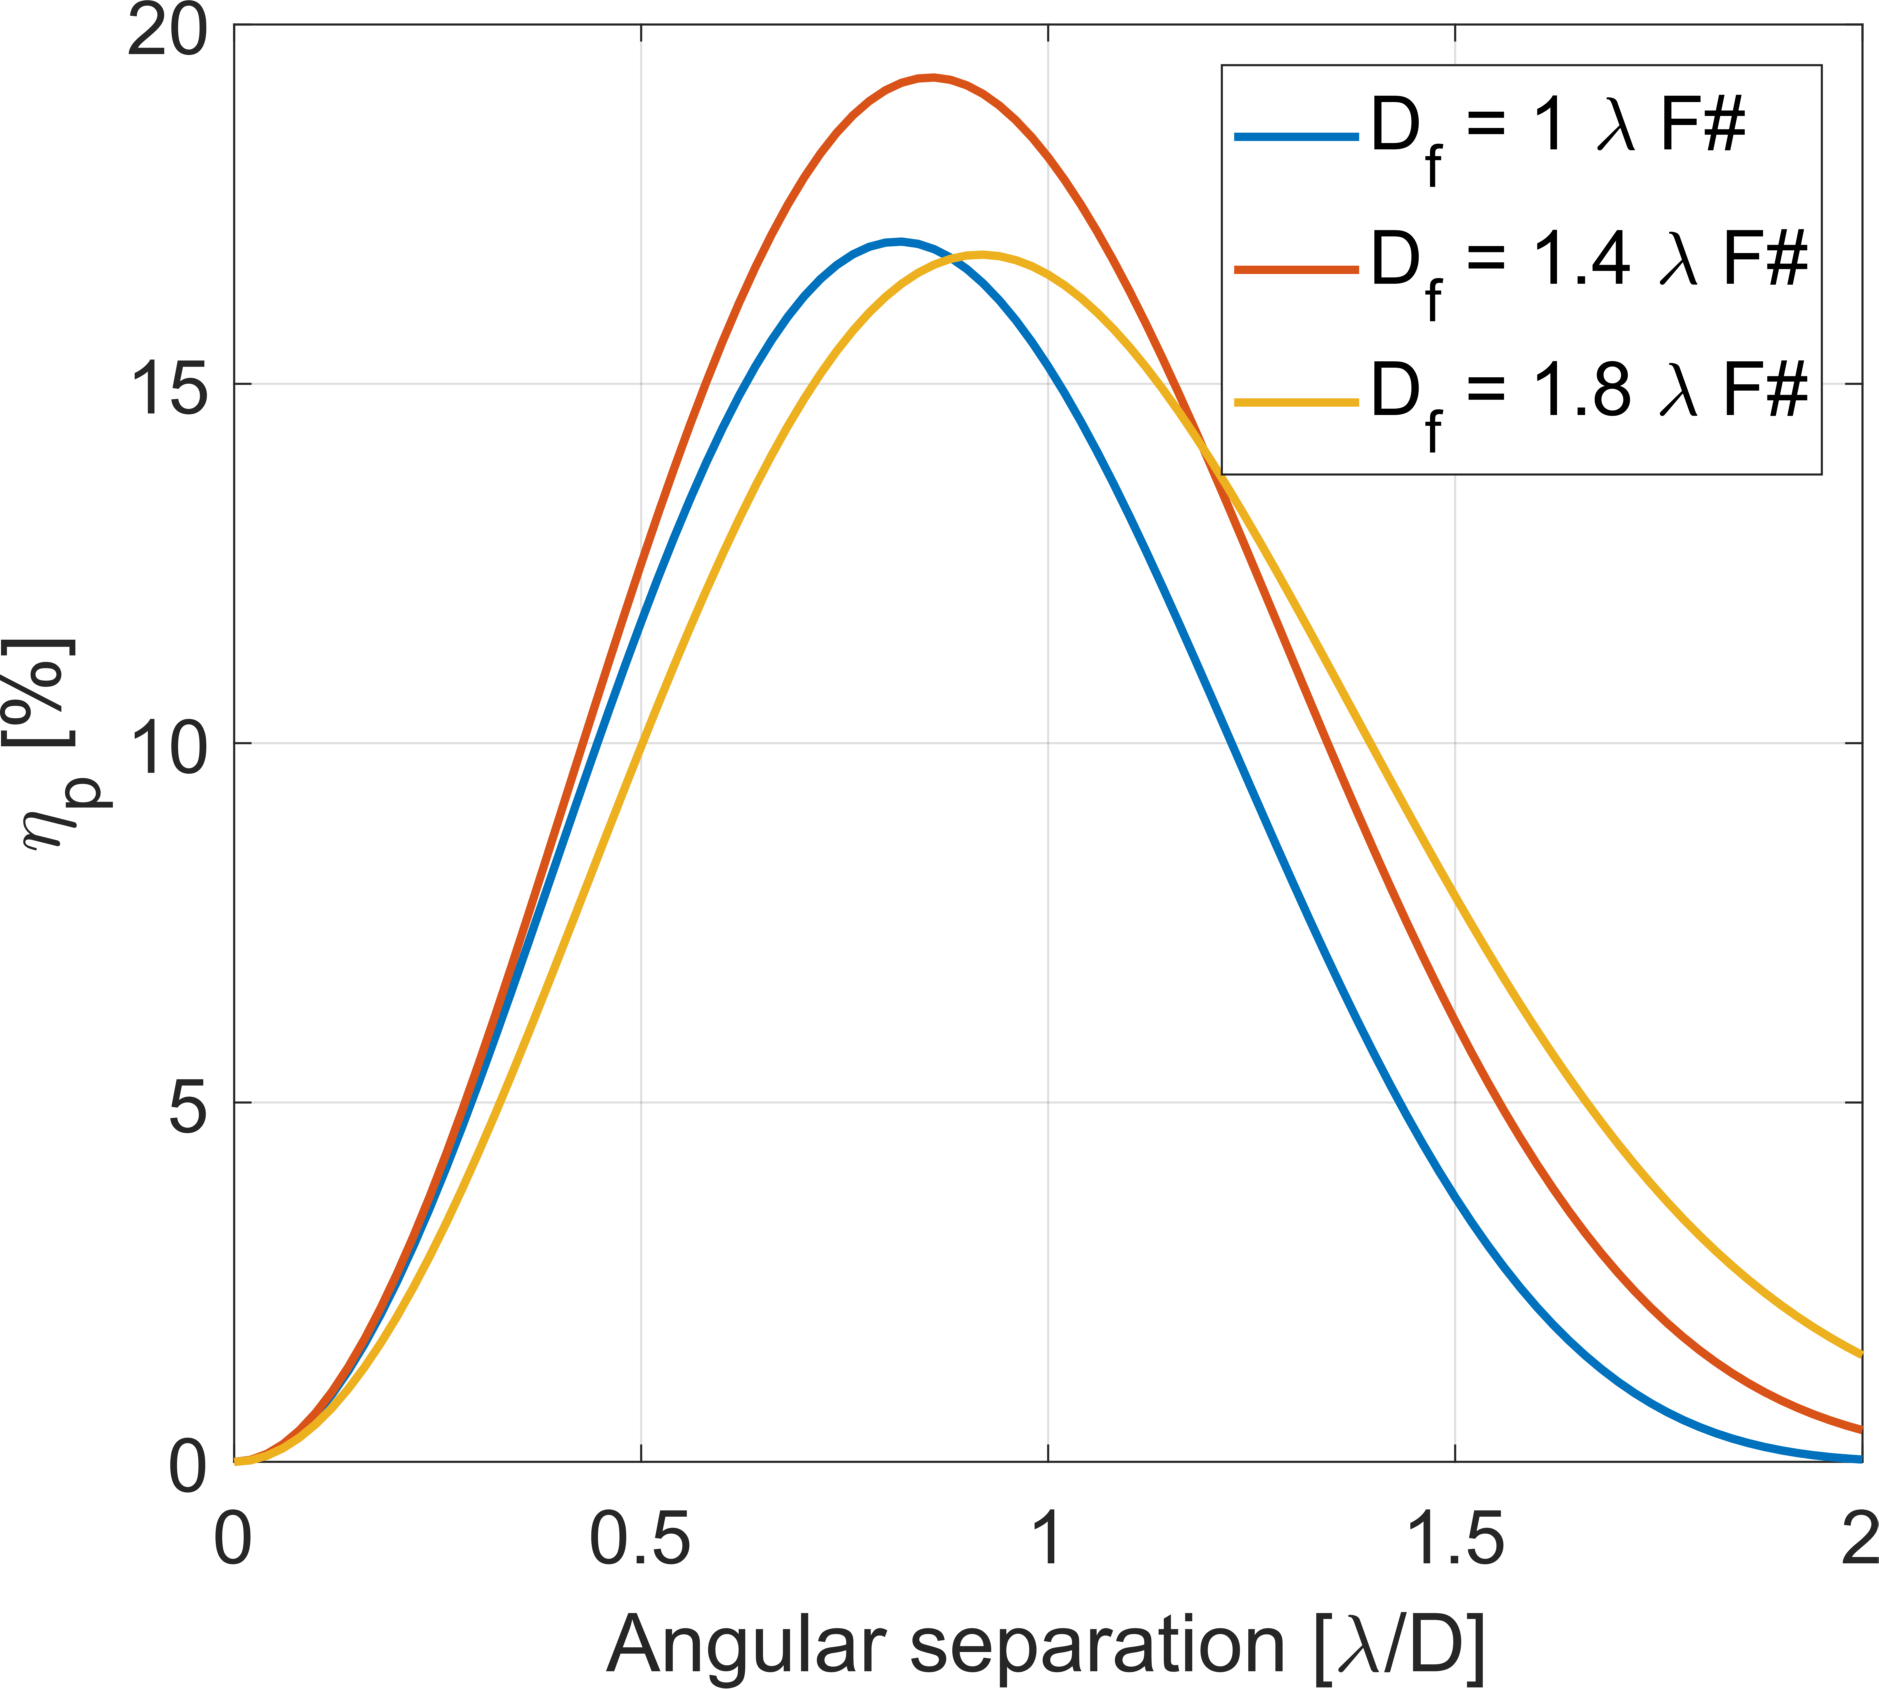 20
15
10
5
0
η_p [%]
D_f = 1 λ F#
D_f = 1.4 λ F#
D_f = 1.8 λ F#
0 0.5 1 1.5 2
Angular separation [λ/D]